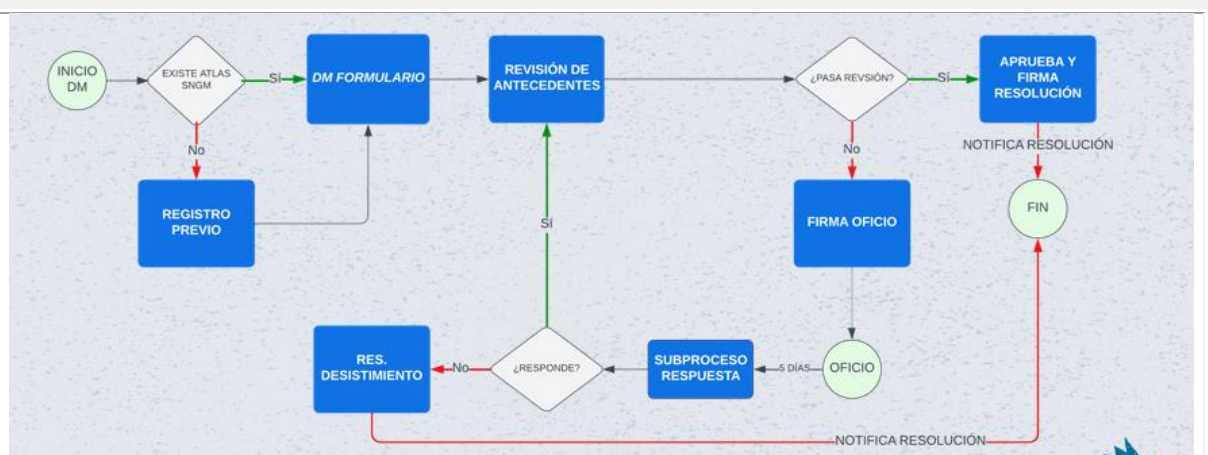 INICIO
DM
EXISTE ATLAS
SNGM
Sí
DM FORMULARIO
REVISIÓN DE
ANTECEDENTES
¿PASA REVSIÓN?
Sí
APRUEBA Y
FIRMA
RESOLUCIÓN
No
No
NOTIFICA RESOLUCIÓN
REGISTRO
PREVIO
Sí
FIRMA OFICIO
FIN
RES.
DESISTIMIENTO
No
¿RESPONDE?
SUBPROCESO
RESPUESTA
5 DÍAS
OFICIO
NOTIFICA RESOLUCIÓN